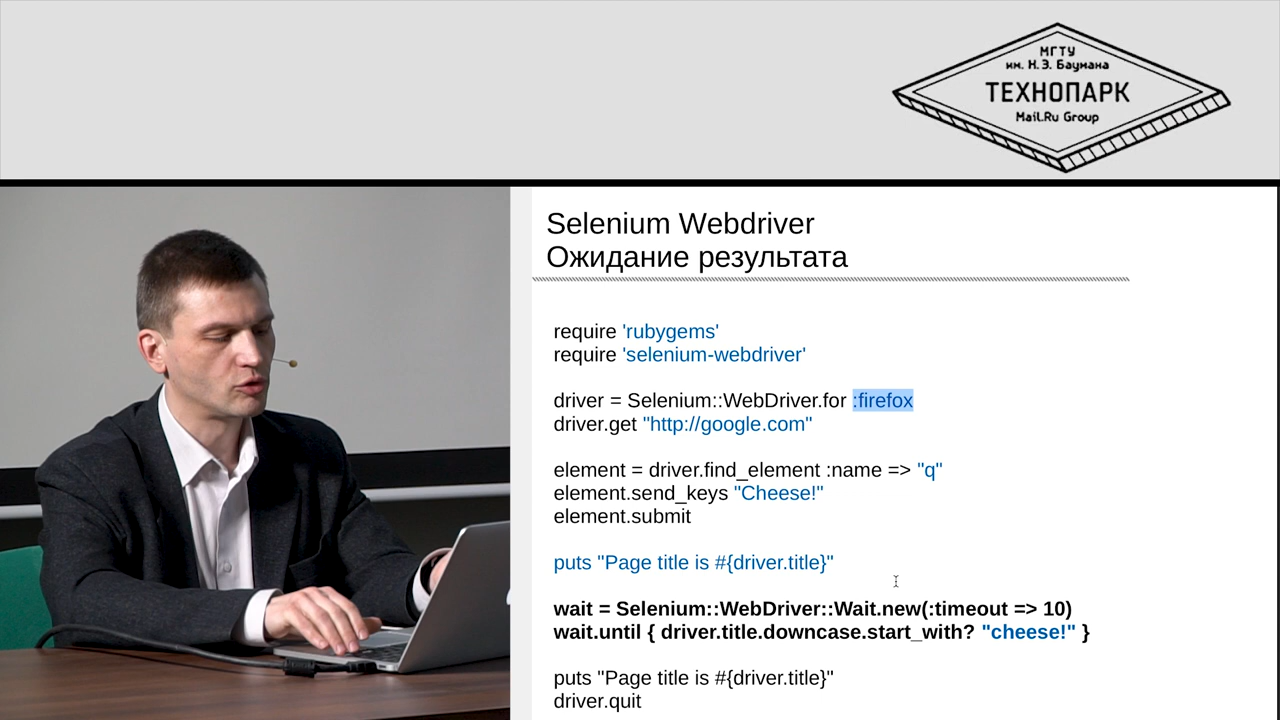 МГТУ
им. Н.Э. Баумана
ТЕХНОПАРК
Mail.Ru Group
Selenium Webdriver
Ожидание результата
require 'rubygems'
require 'selenium-webdriver'
driver = Selenium::WebDriver.for :firefox
driver.get "http://google.com"
element = driver.find_element :name => "q"
element.send_keys "Cheese!"
element.submit
puts "Page title is #{driver.title}"
wait = Selenium::WebDriver::Wait.new(:timeout => 10)
wait.until { driver.title.downcase.start_with? "cheese!" }
puts "Page title is #{driver.title}"
driver.quit